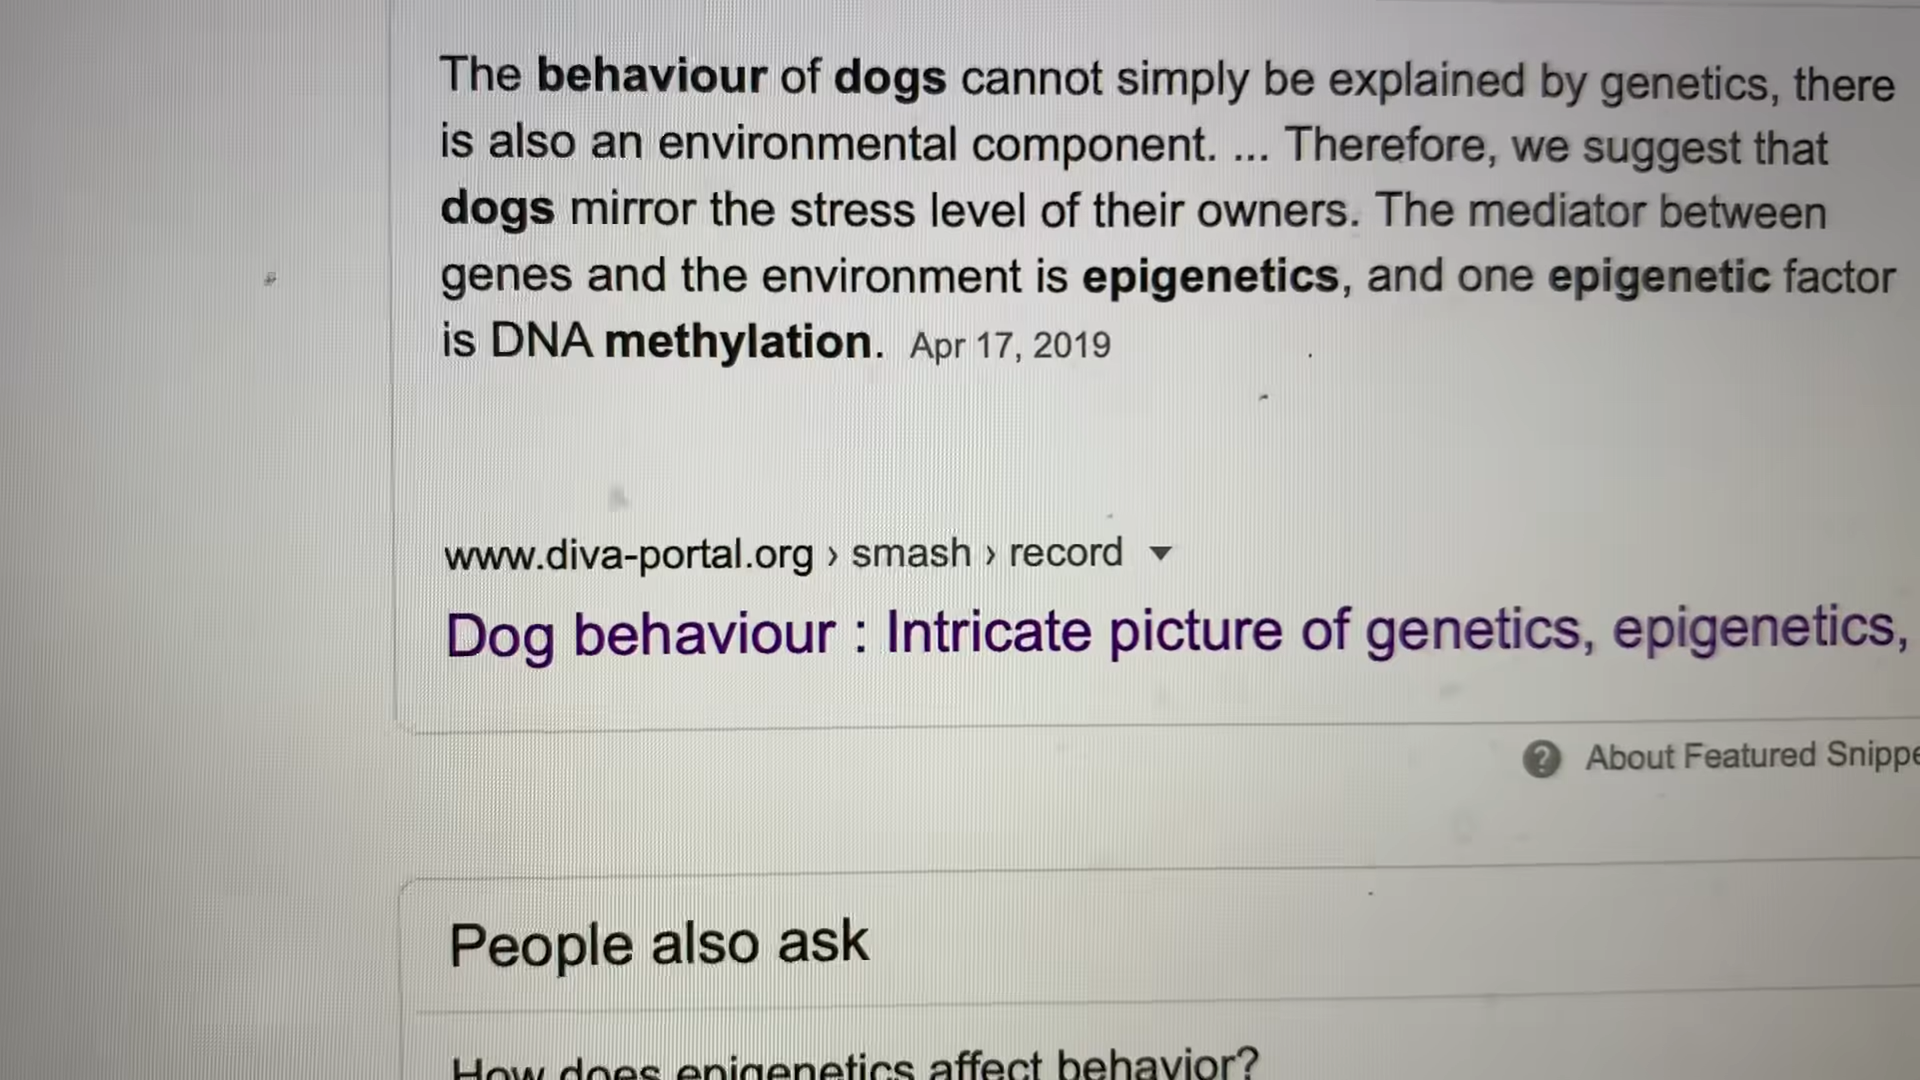 The behaviour of dogs cannot simply be explained by genetics, there
is also an environmental component. ... Therefore, we suggest that
dogs mirror the stress level of their owners. The mediator between
genes and the environment is epigenetics, and one epigenetic factor
is DNA methylation. Apr 17, 2019
www.diva-portal.org › smash › record
Dog behaviour : Intricate picture of genetics, epigenetics,
About Featured Snippe
People also ask
How does epigenetics affect behavior?